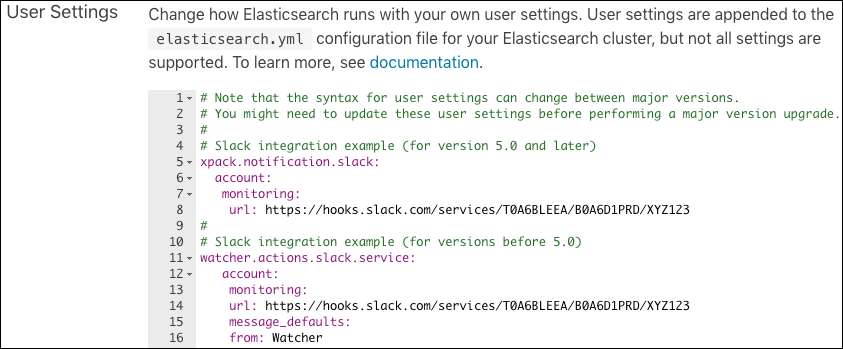 User Settings
Change how Elasticsearch runs with your own user settings. User settings are appended to the
elasticsearch.yml configuration file for your Elasticsearch cluster, but not all settings are
supported. To learn more, see documentation.
1 # Note that the syntax for user settings can change between major versions.
2 # You might need to update these user settings before performing a major version upgrade.
3 #
4 # Slack integration example (for version 5.0 and later)
5 xpack.notification.slack:
6 account:
7 monitoring:
8 url: https://hooks.slack.com/services/T0A6BLEEA/B0A6D1PRD/XYZ123
9 #
10 # Slack integration example (for versions before 5.0)
11 watcher.actions.slack.service:
12 account:
13 monitoring:
14 url: https://hooks.slack.com/services/T0A6BLEEA/B0A6D1PRD/XYZ123
15 message_defaults:
16 from: Watcher